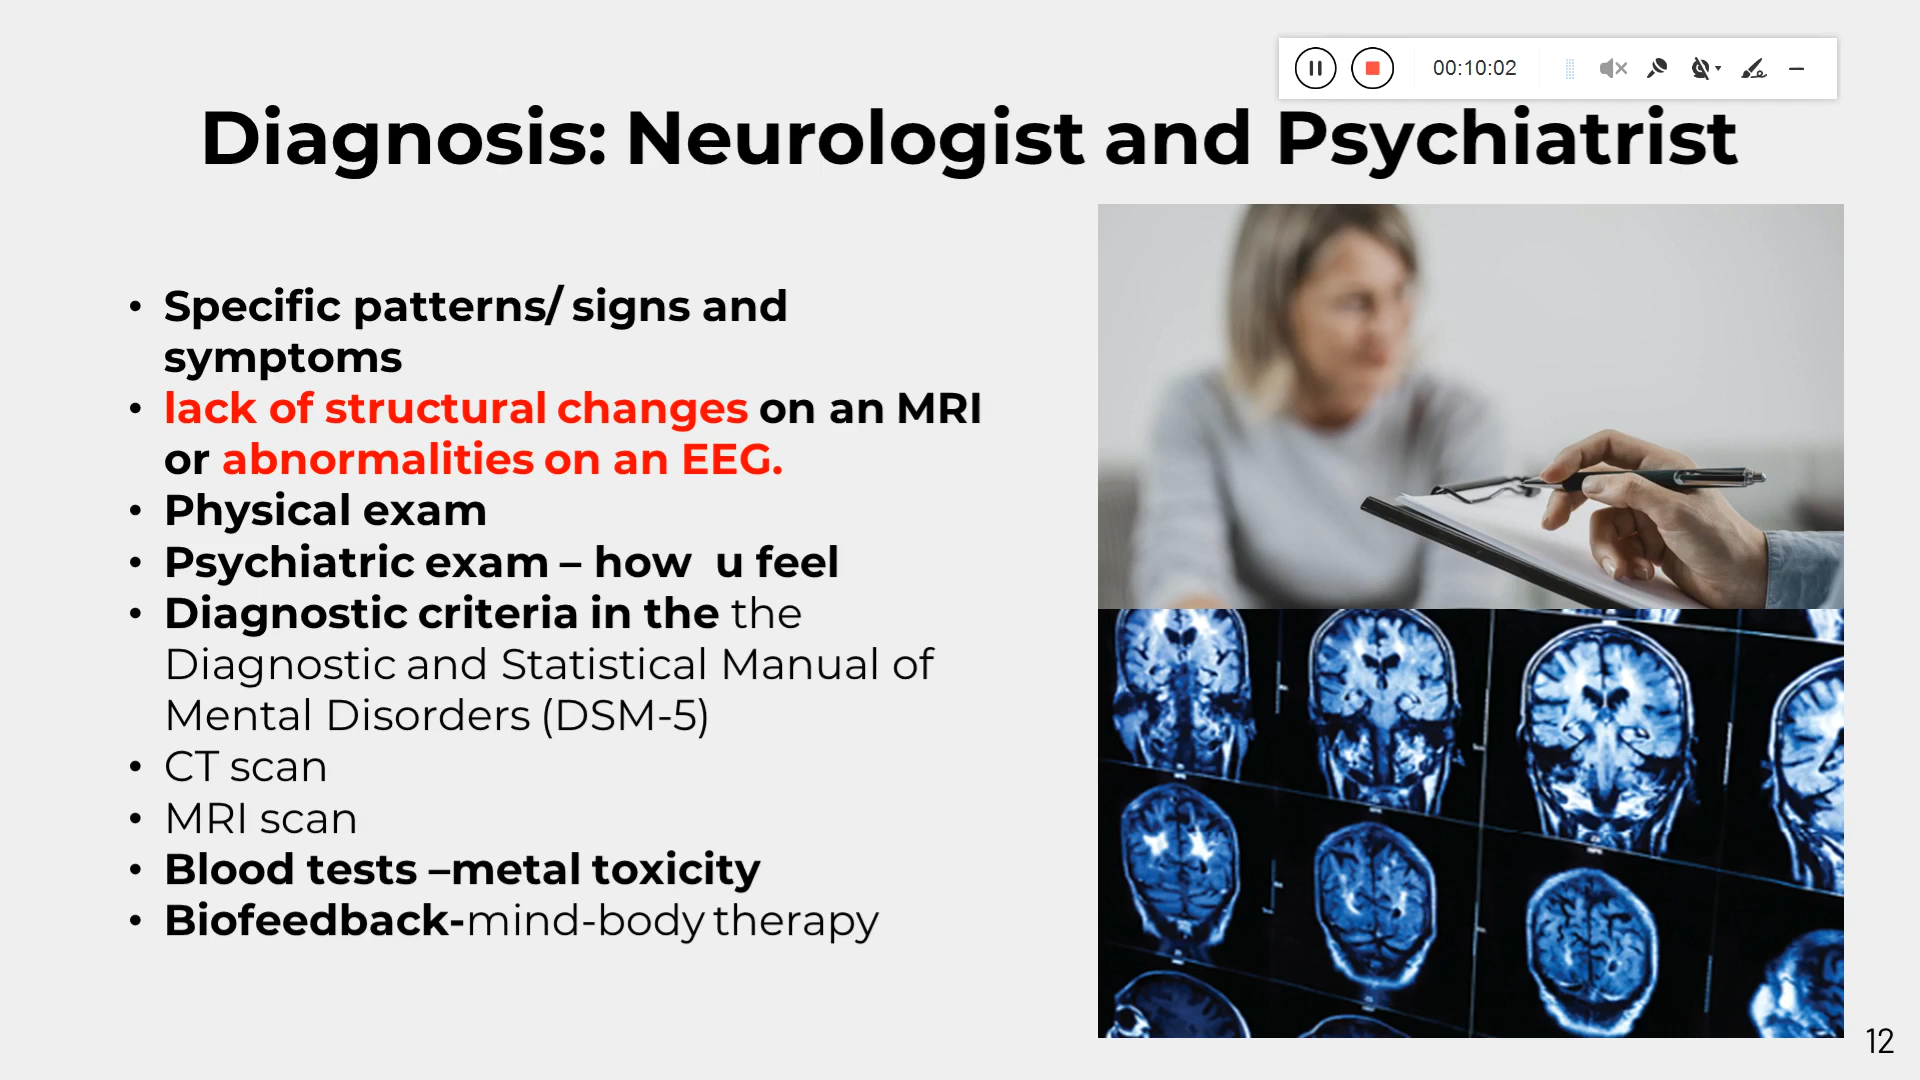 00:10:02
Diagnosis: Neurologist and Psychiatrist
• Specific patterns/ signs and
symptoms
• lack of structural changes on an MRI
or abnormalities on an EEG.
• Physical exam
• Psychiatric exam – how  u feel
• Diagnostic criteria in the the
Diagnostic and Statistical Manual of
Mental Disorders (DSM-5)
• CT scan
• MRI scan
• Blood tests –metal toxicity
• Biofeedback-mind-body therapy
12